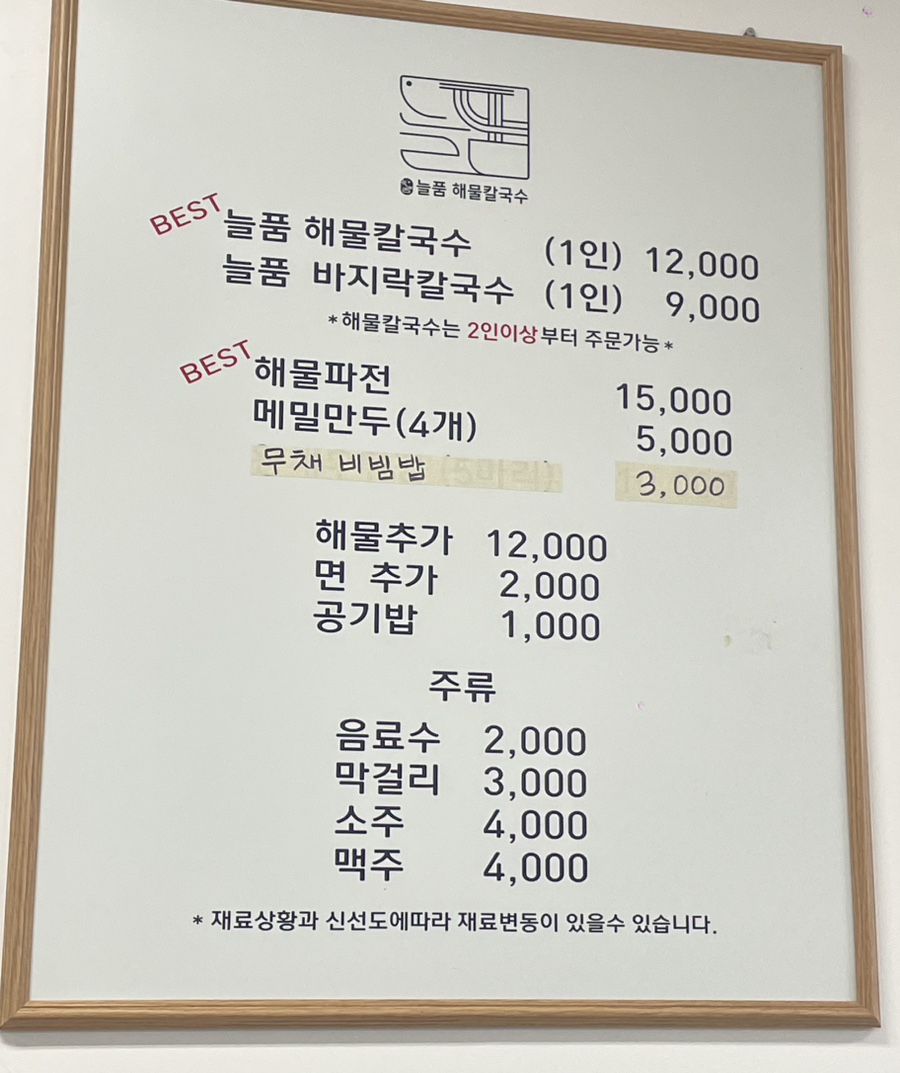 늘품 해물칼국수
BEST 늘품 해물칼국수 (1인) 12,000
늘품 바지락칼국수 (1인) 9,000
*해물칼국수는 2인이상부터 주문가능*
BEST 해물파전 15,000
메밀만두(4개) 5,000
무채 비빔밥 3,000
해물추가 12,000
면 추가 2,000
공기밥 1,000
주류
음료수 2,000
막걸리 3,000
소주 4,000
맥주 4,000
* 재료상황과 신선도에따라 재료변동이 있을수 있습니다.